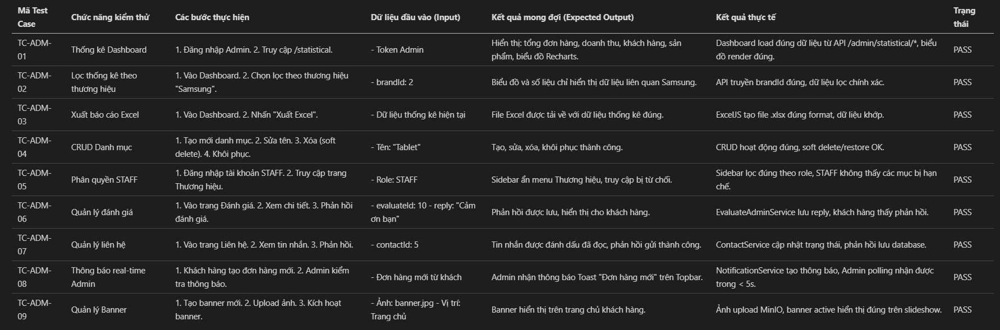 Mã Test Case | Chức năng kiểm thử | Các bước thực hiện | Dữ liệu đầu vào (Input) | Kết quả mong đợi (Expected Output) | Kết quả thực tế | Trạng thái
TC-ADM-01 | Thống kê Dashboard | 1. Đăng nhập Admin. 2. Truy cập /statistical. | - Token Admin | Hiển thị: tổng đơn hàng, doanh thu, khách hàng, sản phẩm, biểu đồ Recharts. | Dashboard load đúng dữ liệu từ API /admin/statistical/*, biểu đồ render đúng. | PASS
TC-ADM-02 | Lọc thống kê theo thương hiệu | 1. Vào Dashboard. 2. Chọn lọc theo thương hiệu "Samsung". | - brandId: 2 | Biểu đồ và số liệu chỉ hiển thị dữ liệu liên quan Samsung. | API truyền brandId đúng, dữ liệu lọc chính xác. | PASS
TC-ADM-03 | Xuất báo cáo Excel | 1. Vào Dashboard. 2. Nhấn "Xuất Excel". | - Dữ liệu thống kê hiện tại | File Excel được tải về với dữ liệu thống kê đúng. | ExcelJS tạo file .xlsx đúng format, dữ liệu khớp. | PASS
TC-ADM-04 | CRUD Danh mục | 1. Tạo mới danh mục. 2. Sửa tên. 3. Xóa (soft delete). 4. Khôi phục. | - Tên: "Tablet" | Tạo, sửa, xóa, khôi phục thành công. | CRUD hoạt động đúng, soft delete/restore OK. | PASS
TC-ADM-05 | Phân quyền STAFF | 1. Đăng nhập tài khoản STAFF. 2. Truy cập trang Thương hiệu. | - Role: STAFF | Sidebar ẩn menu Thương hiệu, truy cập bị từ chối. | Sidebar lọc đúng theo role, STAFF không thấy các mục bị hạn chế. | PASS
TC-ADM-06 | Quản lý đánh giá | 1. Vào trang Đánh giá. 2. Xem chi tiết. 3. Phản hồi đánh giá. | - evaluateId: 10 - reply: "Cảm ơn bạn" | Phản hồi được lưu, hiển thị cho khách hàng. | EvaluateAdminService lưu reply, khách hàng thấy phản hồi. | PASS
TC-ADM-07 | Quản lý liên hệ | 1. Vào trang Liên hệ. 2. Xem tin nhắn. 3. Phản hồi. | - contactId: 5 | Tin nhắn được đánh dấu đã đọc, phản hồi gửi thành công. | ContactService cập nhật trạng thái, phản hồi lưu database. | PASS
TC-ADM-08 | Thông báo real-time Admin | 1. Khách hàng tạo đơn hàng mới. 2. Admin kiểm tra thông báo. | - Đơn hàng mới từ khách | Admin nhận thông báo Toast "Đơn hàng mới" trên Topbar. | NotificationService tạo thông báo, Admin polling nhận được trong < 5s. | PASS
TC-ADM-09 | Quản lý Banner | 1. Tạo banner mới. 2. Upload ảnh. 3. Kích hoạt banner. | - Ảnh: banner.jpg - Vị trí: Trang chủ | Banner hiển thị trên trang chủ khách hàng. | Ảnh upload MinIO, banner active hiển thị đúng trên slideshow. | PASS